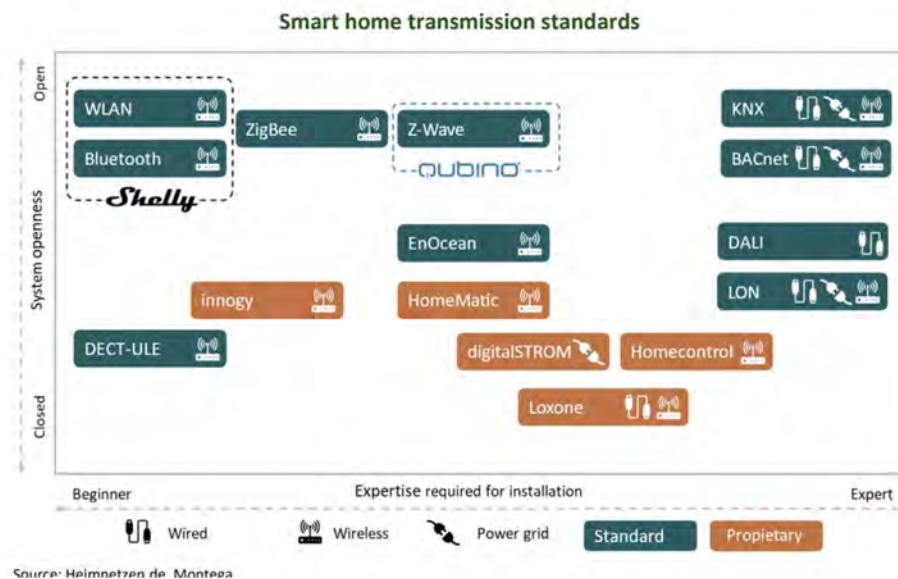 Smart home transmission standards
Open
System openness
Closed
WLAN
Bluetooth
Shelly
ZigBee
Z-Wave
QUBINO
KNX
BACnet
EnOcean
DALI
innogy
HomeMatic
LON
DECT-ULE
digitalSTROM
Homecontrol
Loxone
Beginner
Expertise required for installation
Expert
Wired
Wireless
Power grid
Standard
Propietary
Source: Heimnetzen.de, Montega